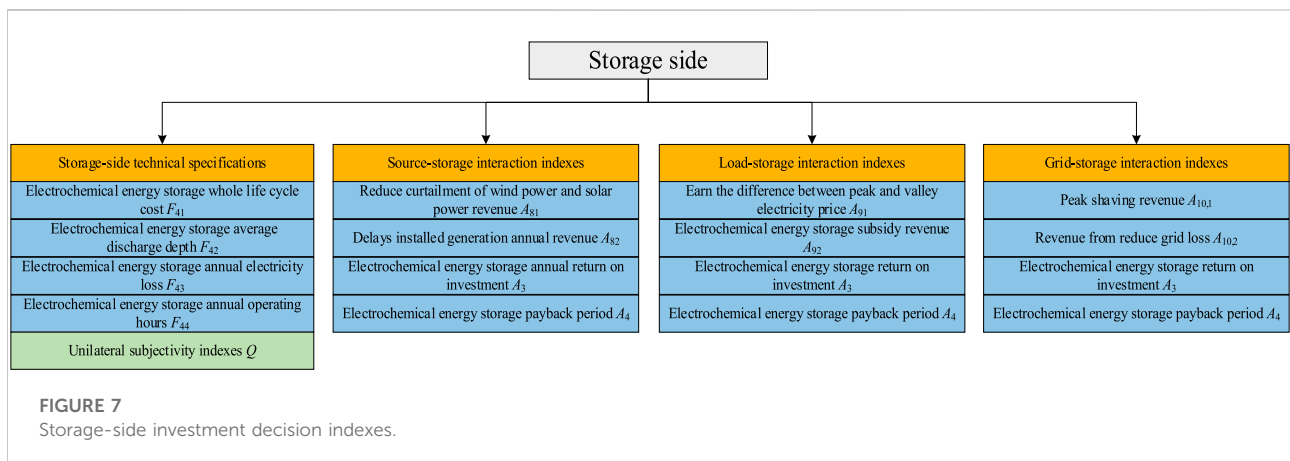 Storage side
Storage-side technical specifications
Electrochemical energy storage whole life cycle
cost F41
Electrochemical energy storage average
discharge depth F42
Electrochemical energy storage annual electricity
loss F43
Electrochemical energy storage annual operating
hours F44
Unilateral subjectivity indexes Q
Source-storage interaction indexes
Reduce curtailment of wind power and solar
power revenue A81
Delays installed generation annual revenue A82
Electrochemical energy storage annual return on
investment A3
Electrochemical energy storage payback period A4
Load-storage interaction indexes
Earn the difference between peak and valley
electricity price A91
Electrochemical energy storage subsidy revenue
A92
Electrochemical energy storage return on
investment A3
Electrochemical energy storage payback period A4
Grid-storage interaction indexes
Peak shaving revenue A10,1
Revenue from reduce grid loss A10,2
Electrochemical energy storage return on
investment A3
Electrochemical energy storage payback period A4
FIGURE 7
Storage-side investment decision indexes.